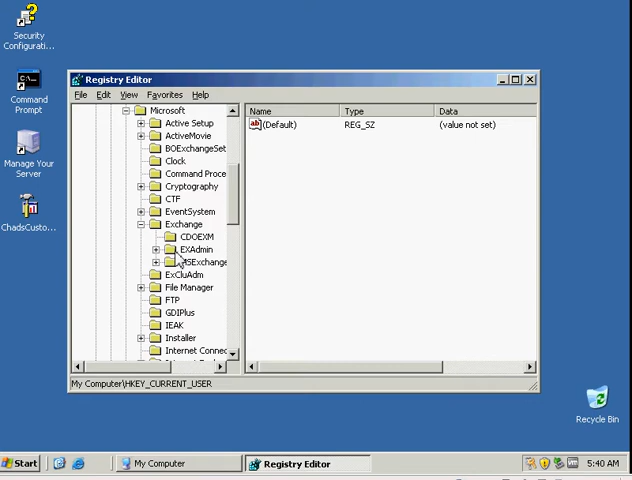 Security
Configurati...
Command
Prompt
Manage Your
Server
ChadsCusto...
Registry Editor
File Edit View Favorites Help
Microsoft
Active Setup
ActiveMovie
BOExchangeSet
Clock
Command Proce
Cryptography
CTF
EventSystem
Exchange
CDOEXM
EXAdmin
MSExchange
ExCluAdm
File Manager
FTP
GDIPlus
IEAK
Installer
Internet Connec
Name Type Data
(Default) REG_SZ (value not set)
My Computer\HKEY_CURRENT_USER
Recycle Bin
Start My Computer Registry Editor 5:40 AM